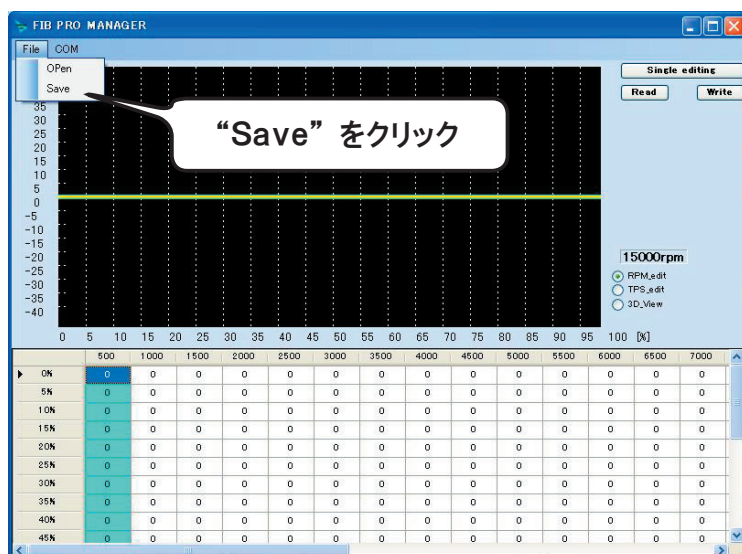 FIB PRO MANAGER
File COM
OPen
Save
“Save” をクリック
Single editing
Read Write
35
30
25
20
15
10
5
0
-5
-10
-15
-20
-25
-30
-35
-40
15000rpm
RPM_edit
TPS_edit
3D_View
0 5 10 15 20 25 30 35 40 45 50 55 60 65 70 75 80 85 90 95 100 [%]
500 1000 1500 2000 2500 3000 3500 4000 4500 5000 5500 6000 6500 7000
0% 0 0 0 0 0 0 0 0 0 0 0 0 0 0
5% 0 0 0 0 0 0 0 0 0 0 0 0 0 0
10% 0 0 0 0 0 0 0 0 0 0 0 0 0 0
15% 0 0 0 0 0 0 0 0 0 0 0 0 0 0
20% 0 0 0 0 0 0 0 0 0 0 0 0 0 0
25% 0 0 0 0 0 0 0 0 0 0 0 0 0 0
30% 0 0 0 0 0 0 0 0 0 0 0 0 0 0
35% 0 0 0 0 0 0 0 0 0 0 0 0 0 0
40% 0 0 0 0 0 0 0 0 0 0 0 0 0 0
45% 0 0 0 0 0 0 0 0 0 0 0 0 0 0